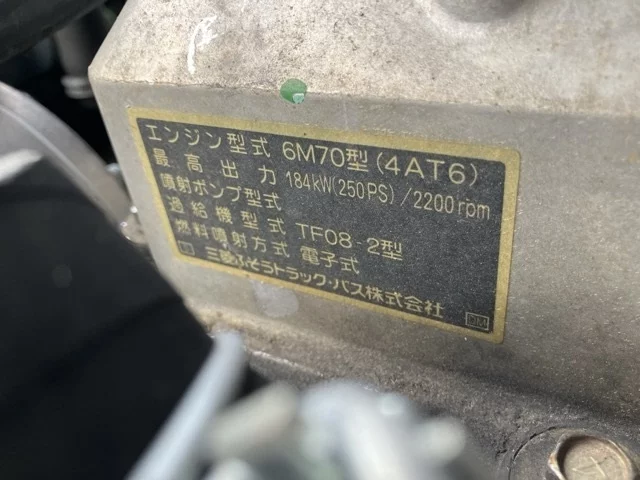 エンジン型式 6M70型(4AT6)
最高出力 184kW(250PS)/2200rpm
噴射ポンプ型式
過給機型式 TF08-2型
燃料噴射方式 電子式
三菱ふそうトラック・バス株式会社